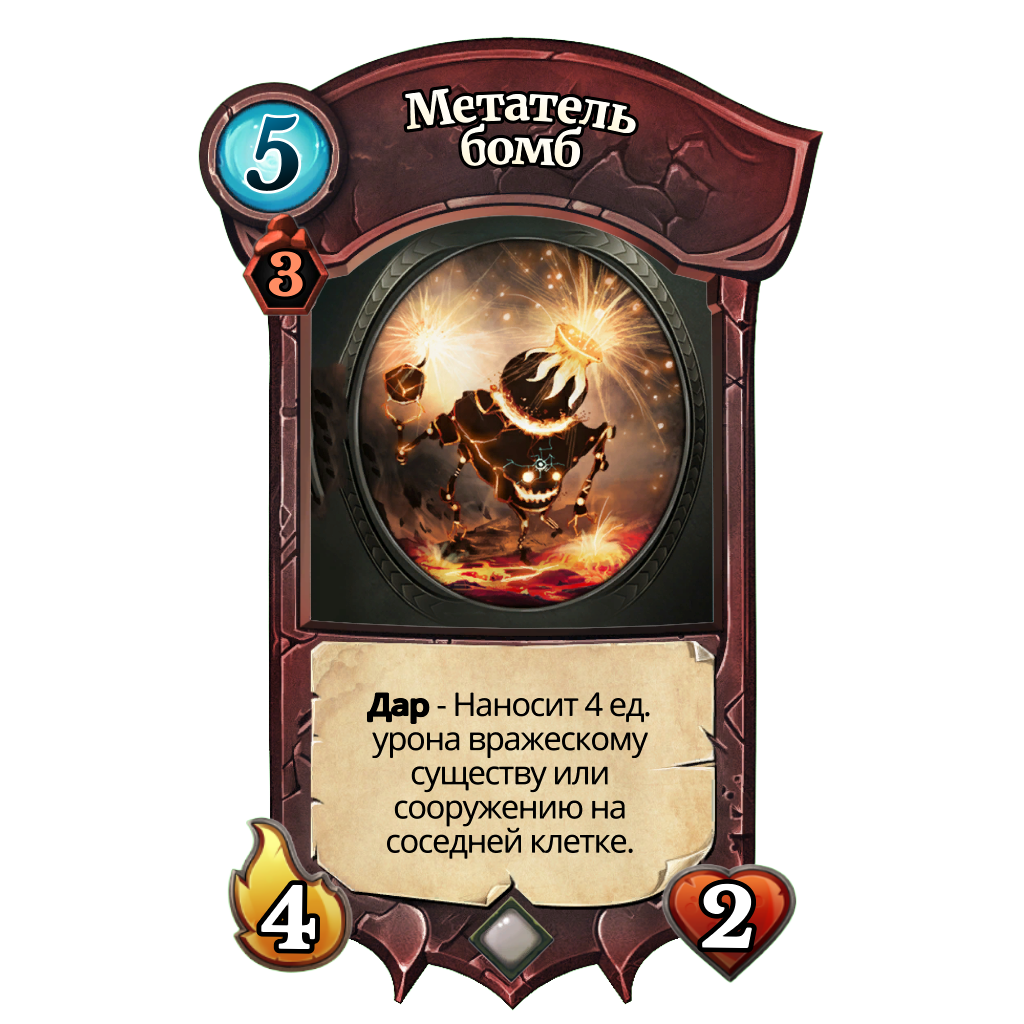 5
Метатель
бомб
3
Дар - Наносит 4 ед.
урона вражескому
существу или
сооружению на
соседней клетке.
4
2